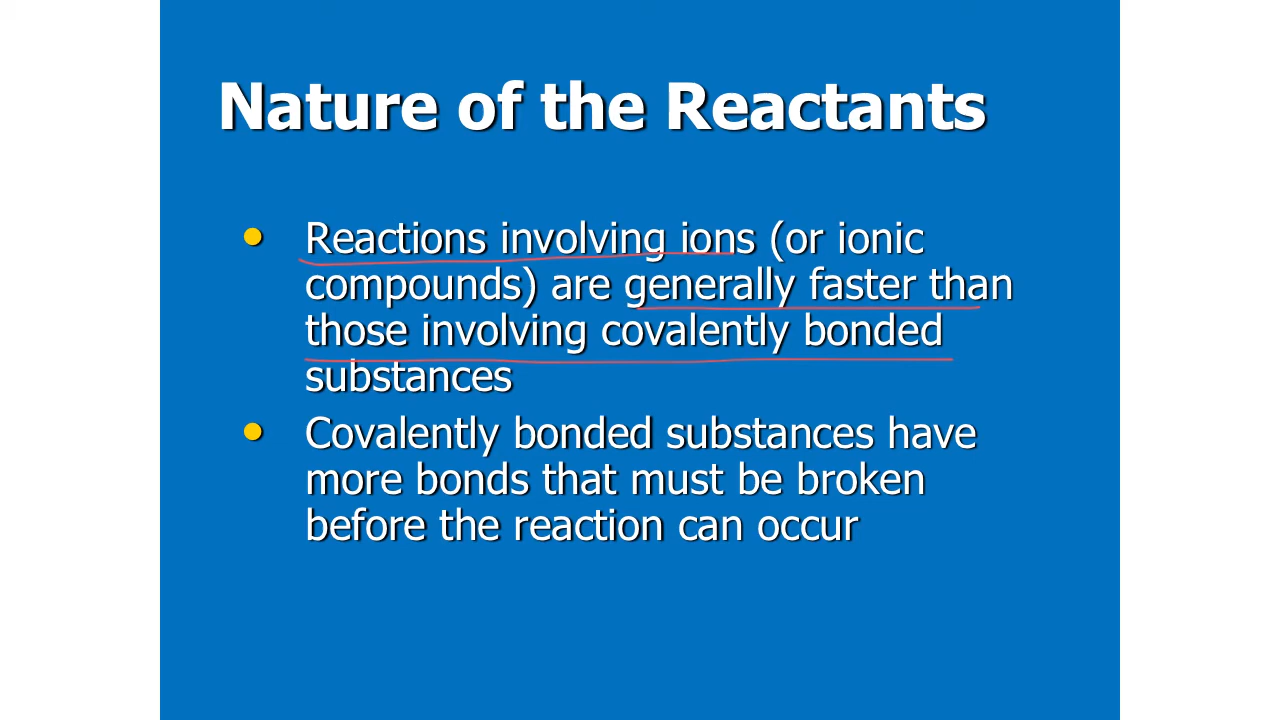 Nature of the Reactants
• Reactions involving ions (or ionic
compounds) are generally faster than
those involving covalently bonded
substances
• Covalently bonded substances have
more bonds that must be broken
before the reaction can occur